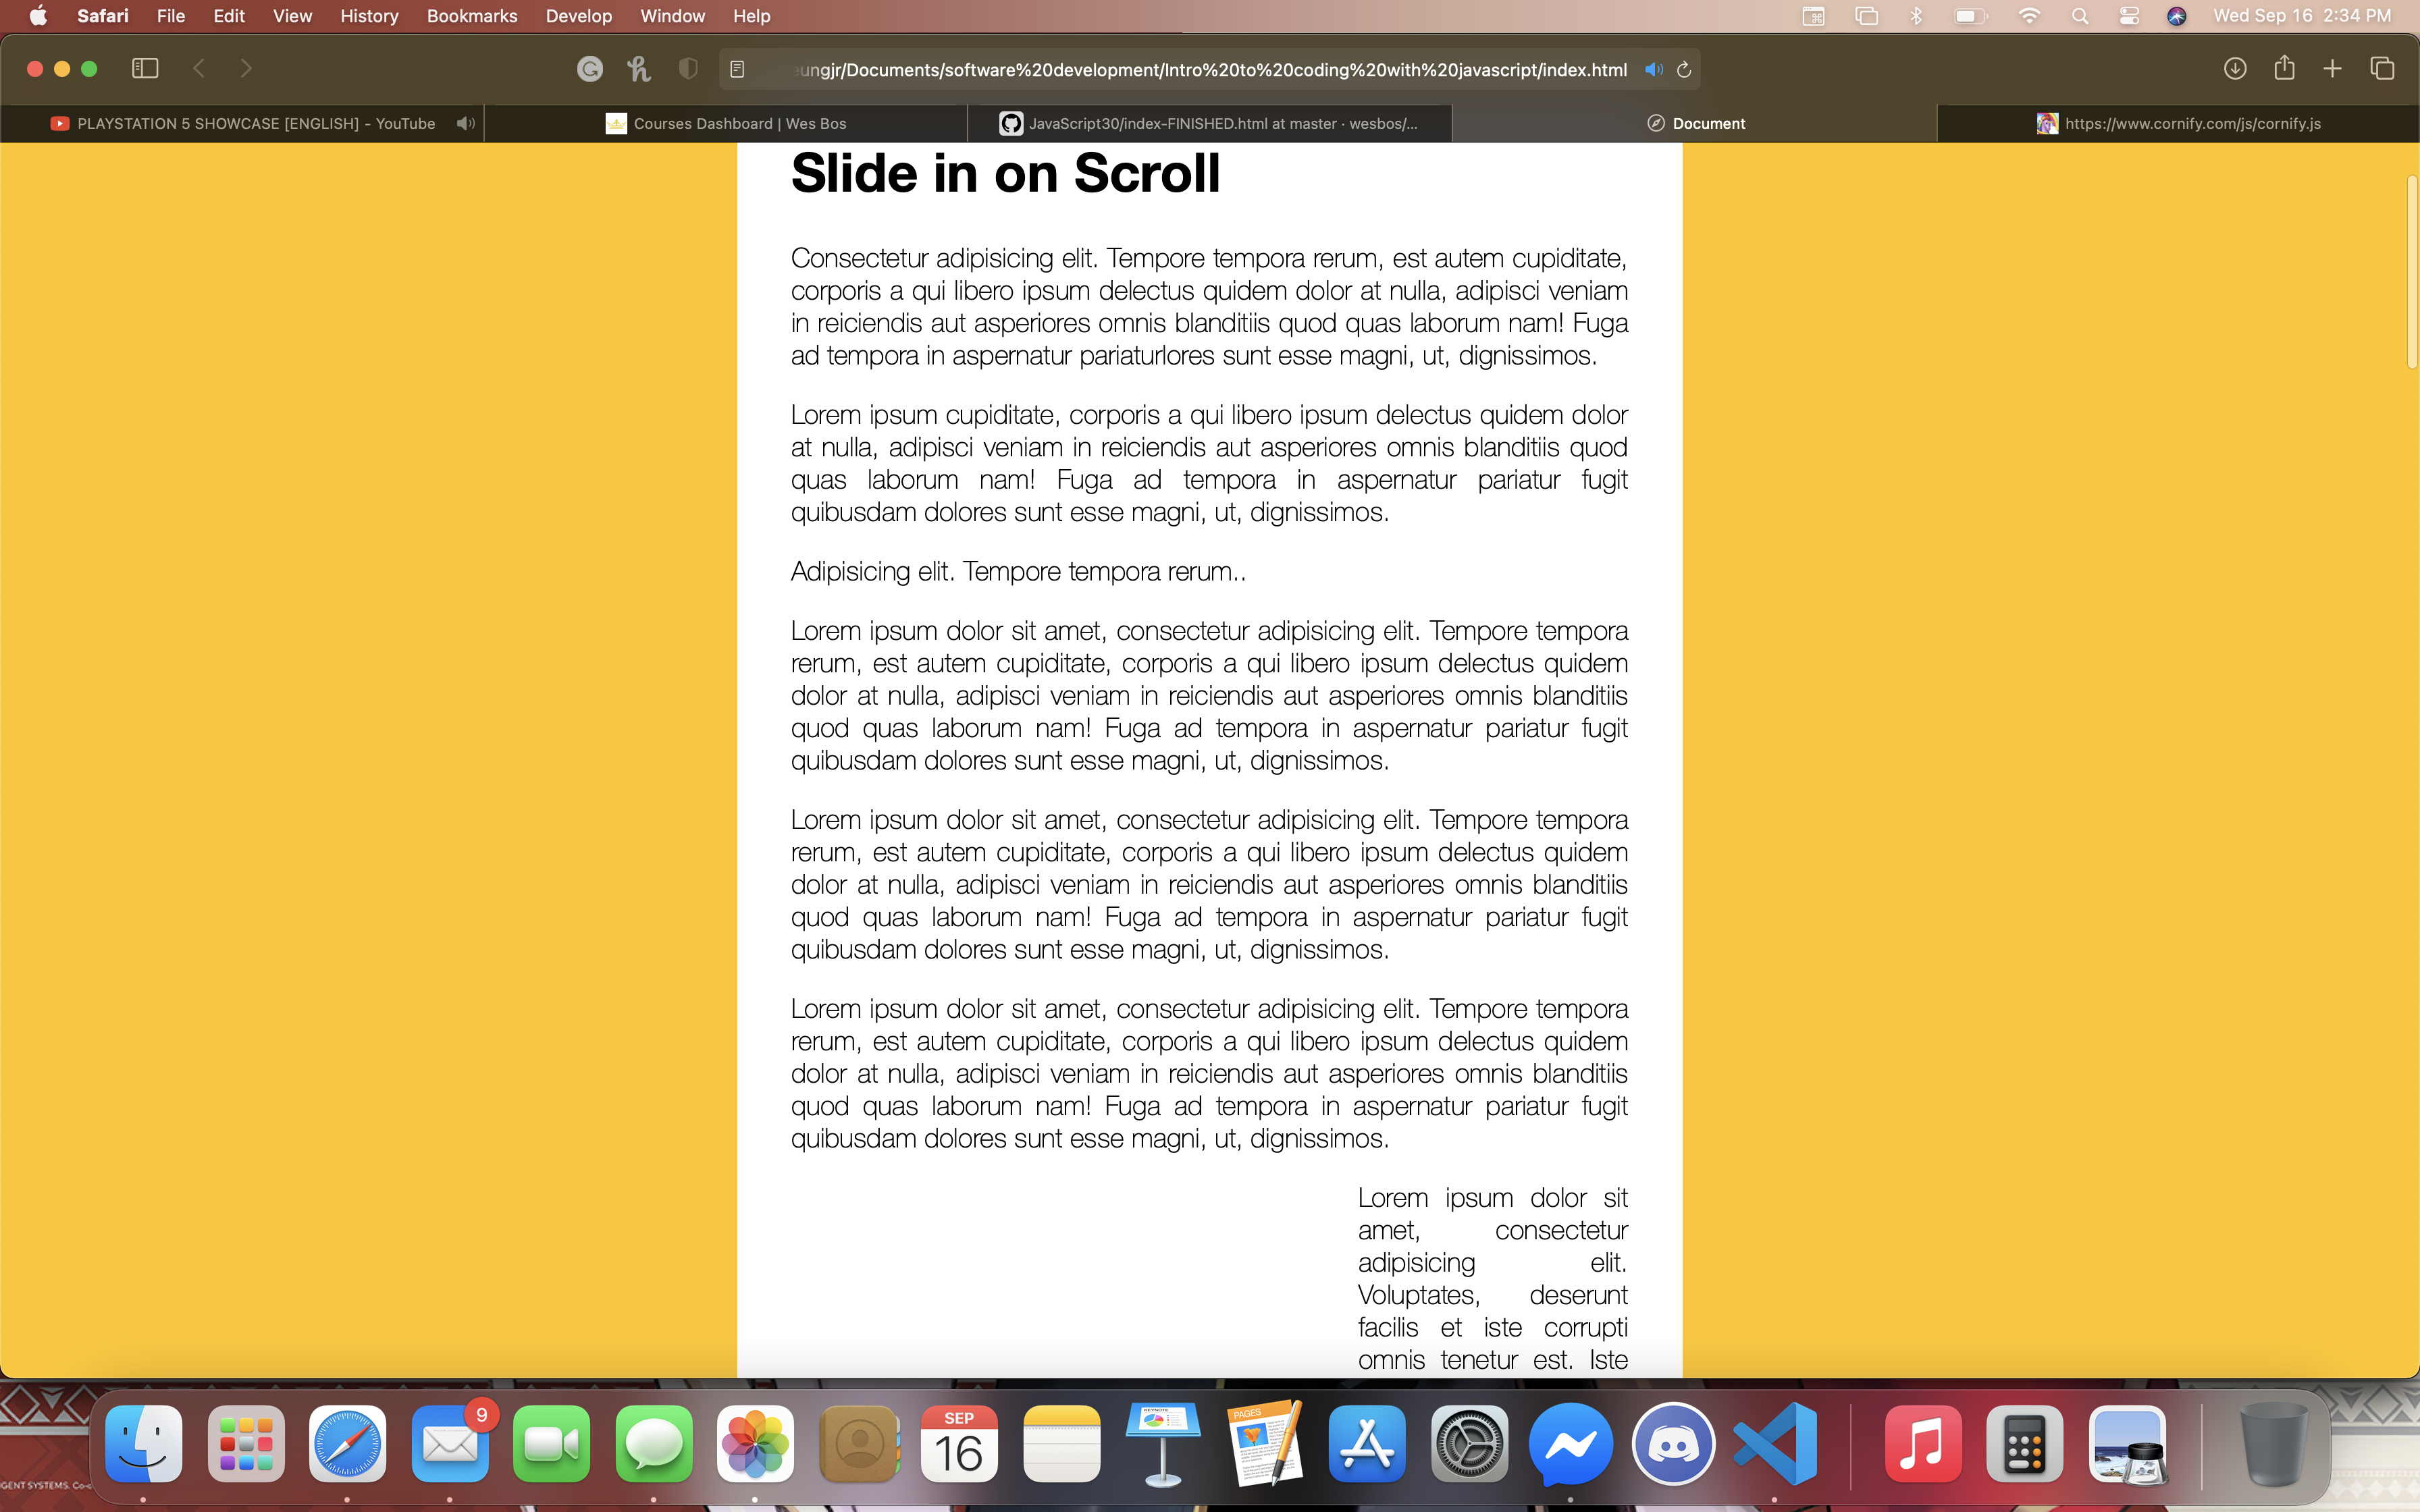 Safari File Edit View History Bookmarks Develop Window Help Wed Sep 16 2:34 PM
ungjr/Documents/software%20development/Intro%20to%20coding%20with%20javascript/index.html
PLAYSTATION 5 SHOWCASE [ENGLISH] - YouTube Courses Dashboard | Wes Bos JavaScript30/index-FINISHED.html at master · wesbos/... Document https://www.cornify.com/js/cornify.js
Slide in on Scroll
Consectetur adipisicing elit. Tempore tempora rerum, est autem cupiditate,
corporis a qui libero ipsum delectus quidem dolor at nulla, adipisci veniam
in reiciendis aut asperiores omnis blanditiis quod quas laborum nam! Fuga
ad tempora in aspernatur pariaturlores sunt esse magni, ut, dignissimos.
Lorem ipsum cupiditate, corporis a qui libero ipsum delectus quidem dolor
at nulla, adipisci veniam in reiciendis aut asperiores omnis blanditiis quod
quas laborum nam! Fuga ad tempora in aspernatur pariatur fugit
quibusdam dolores sunt esse magni, ut, dignissimos.
Adipisicing elit. Tempore tempora rerum..
Lorem ipsum dolor sit amet, consectetur adipisicing elit. Tempore tempora
rerum, est autem cupiditate, corporis a qui libero ipsum delectus quidem
dolor at nulla, adipisci veniam in reiciendis aut asperiores omnis blanditiis
quod quas laborum nam! Fuga ad tempora in aspernatur pariatur fugit
quibusdam dolores sunt esse magni, ut, dignissimos.
Lorem ipsum dolor sit amet, consectetur adipisicing elit. Tempore tempora
rerum, est autem cupiditate, corporis a qui libero ipsum delectus quidem
dolor at nulla, adipisci veniam in reiciendis aut asperiores omnis blanditiis
quod quas laborum nam! Fuga ad tempora in aspernatur pariatur fugit
quibusdam dolores sunt esse magni, ut, dignissimos.
Lorem ipsum dolor sit amet, consectetur adipisicing elit. Tempore tempora
rerum, est autem cupiditate, corporis a qui libero ipsum delectus quidem
dolor at nulla, adipisci veniam in reiciendis aut asperiores omnis blanditiis
quod quas laborum nam! Fuga ad tempora in aspernatur pariatur fugit
quibusdam dolores sunt esse magni, ut, dignissimos.
Lorem ipsum dolor sit
amet, consectetur
adipisicing elit.
Voluptates, deserunt
facilis et iste corrupti
omnis tenetur est. Iste
9
SEP
16
KEYNOTE
PAGES
GENT SYSTEMS.